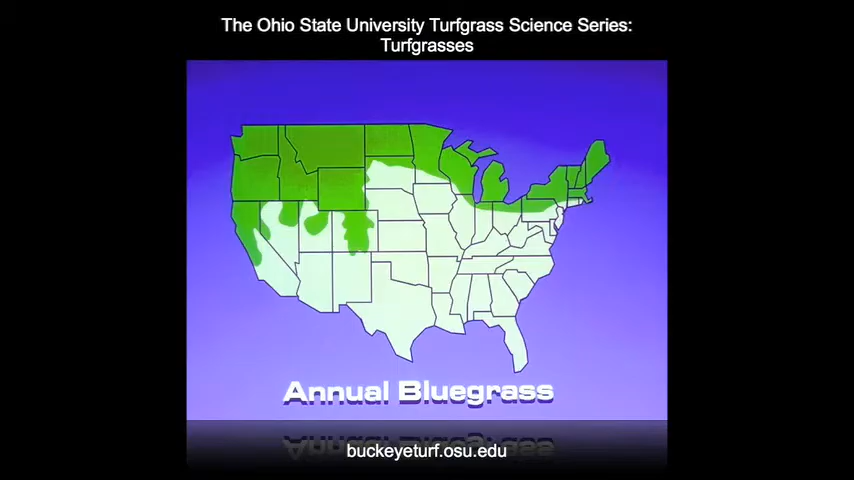 The Ohio State University Turfgrass Science Series:
Turfgrasses
Annual Bluegrass
buckeyeturf.osu.edu